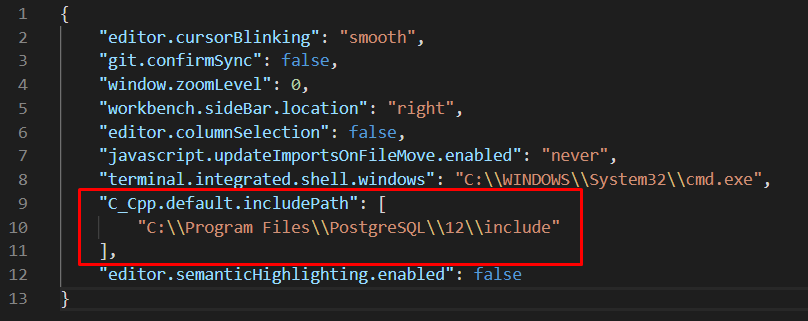 1 {
2     "editor.cursorBlinking": "smooth",
3     "git.confirmSync": false,
4     "window.zoomLevel": 0,
5     "workbench.sideBar.location": "right",
6     "editor.columnSelection": false,
7     "javascript.updateImportsOnFileMove.enabled": "never",
8     "terminal.integrated.shell.windows": "C:\\WINDOWS\\System32\\cmd.exe",
9     "C_Cpp.default.includePath": [
10         "C:\\Program Files\\PostgreSQL\\12\\include"
11     ],
12     "editor.semanticHighlighting.enabled": false
13 }